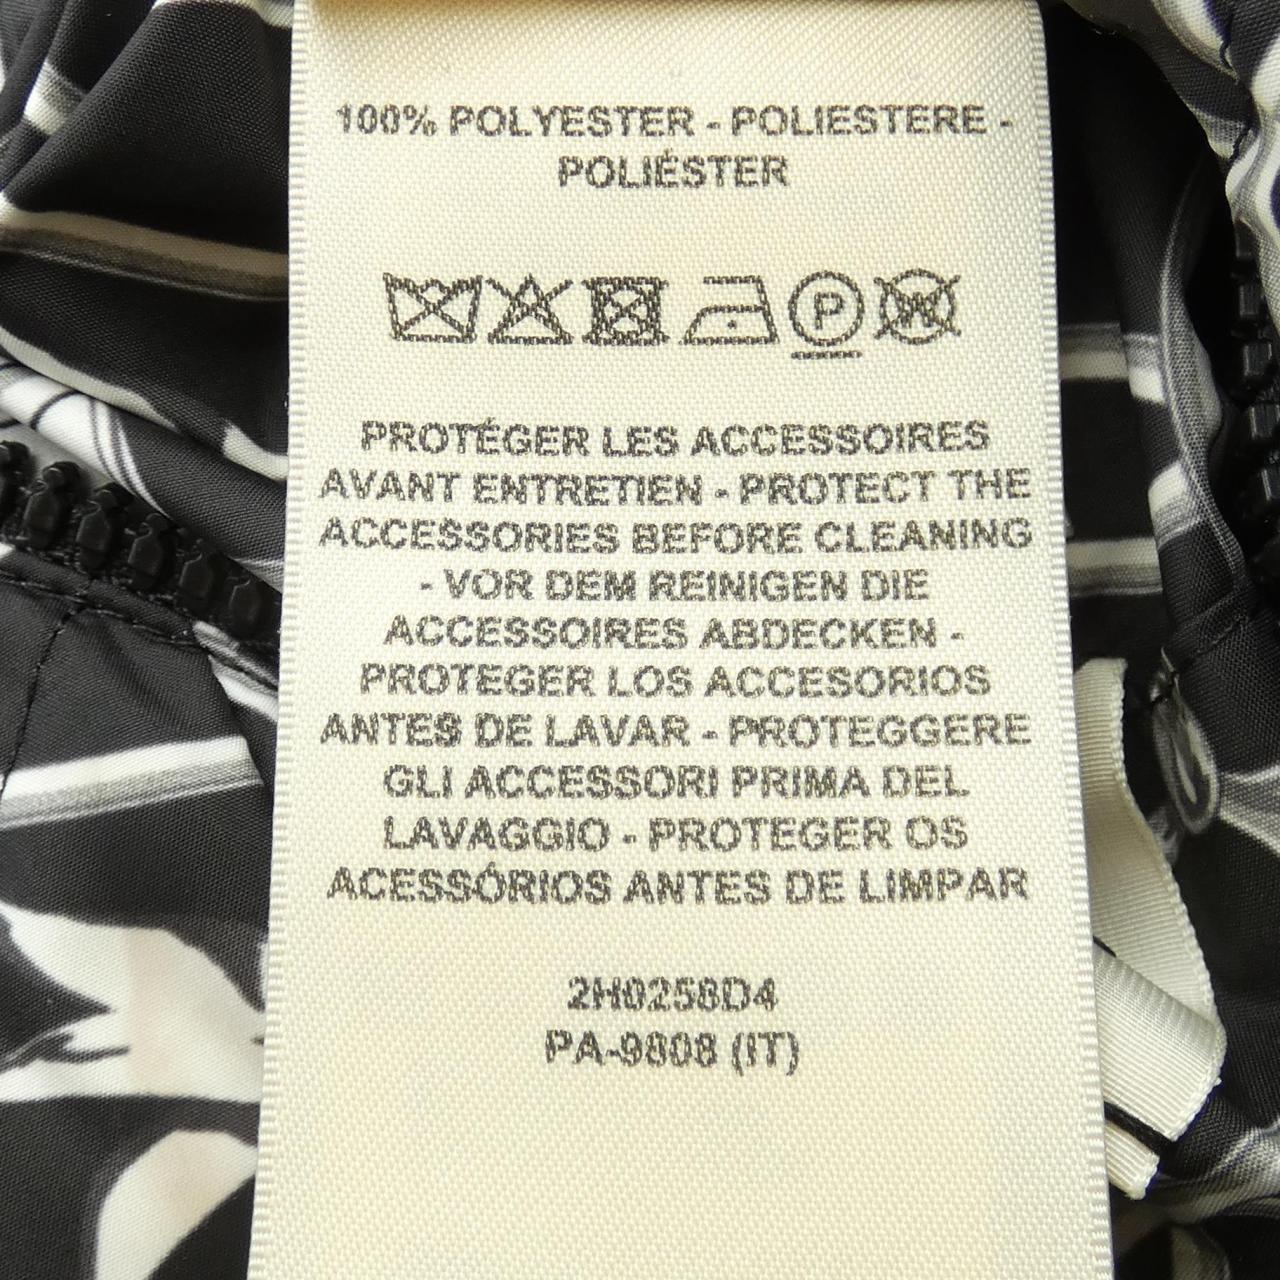 100% POLYESTER - POLIESTERE -
POLIÉSTER
P
W
PROTÉGER LES ACCESSOIRES
AVANT ENTRETIEN - PROTECT THE
ACCESSORIES BEFORE CLEANING
- VOR DEM REINIGEN DIE
ACCESSOIRES ABDECKEN -
PROTEGER LOS ACCESORIOS
ANTES DE LAVAR - PROTEGGERE
GLI ACCESSORI PRIMA DEL
LAVAGGIO - PROTEGER OS
ACESSÓRIOS ANTES DE LIMPAR
2H0258D4
PA-9808 (IT)